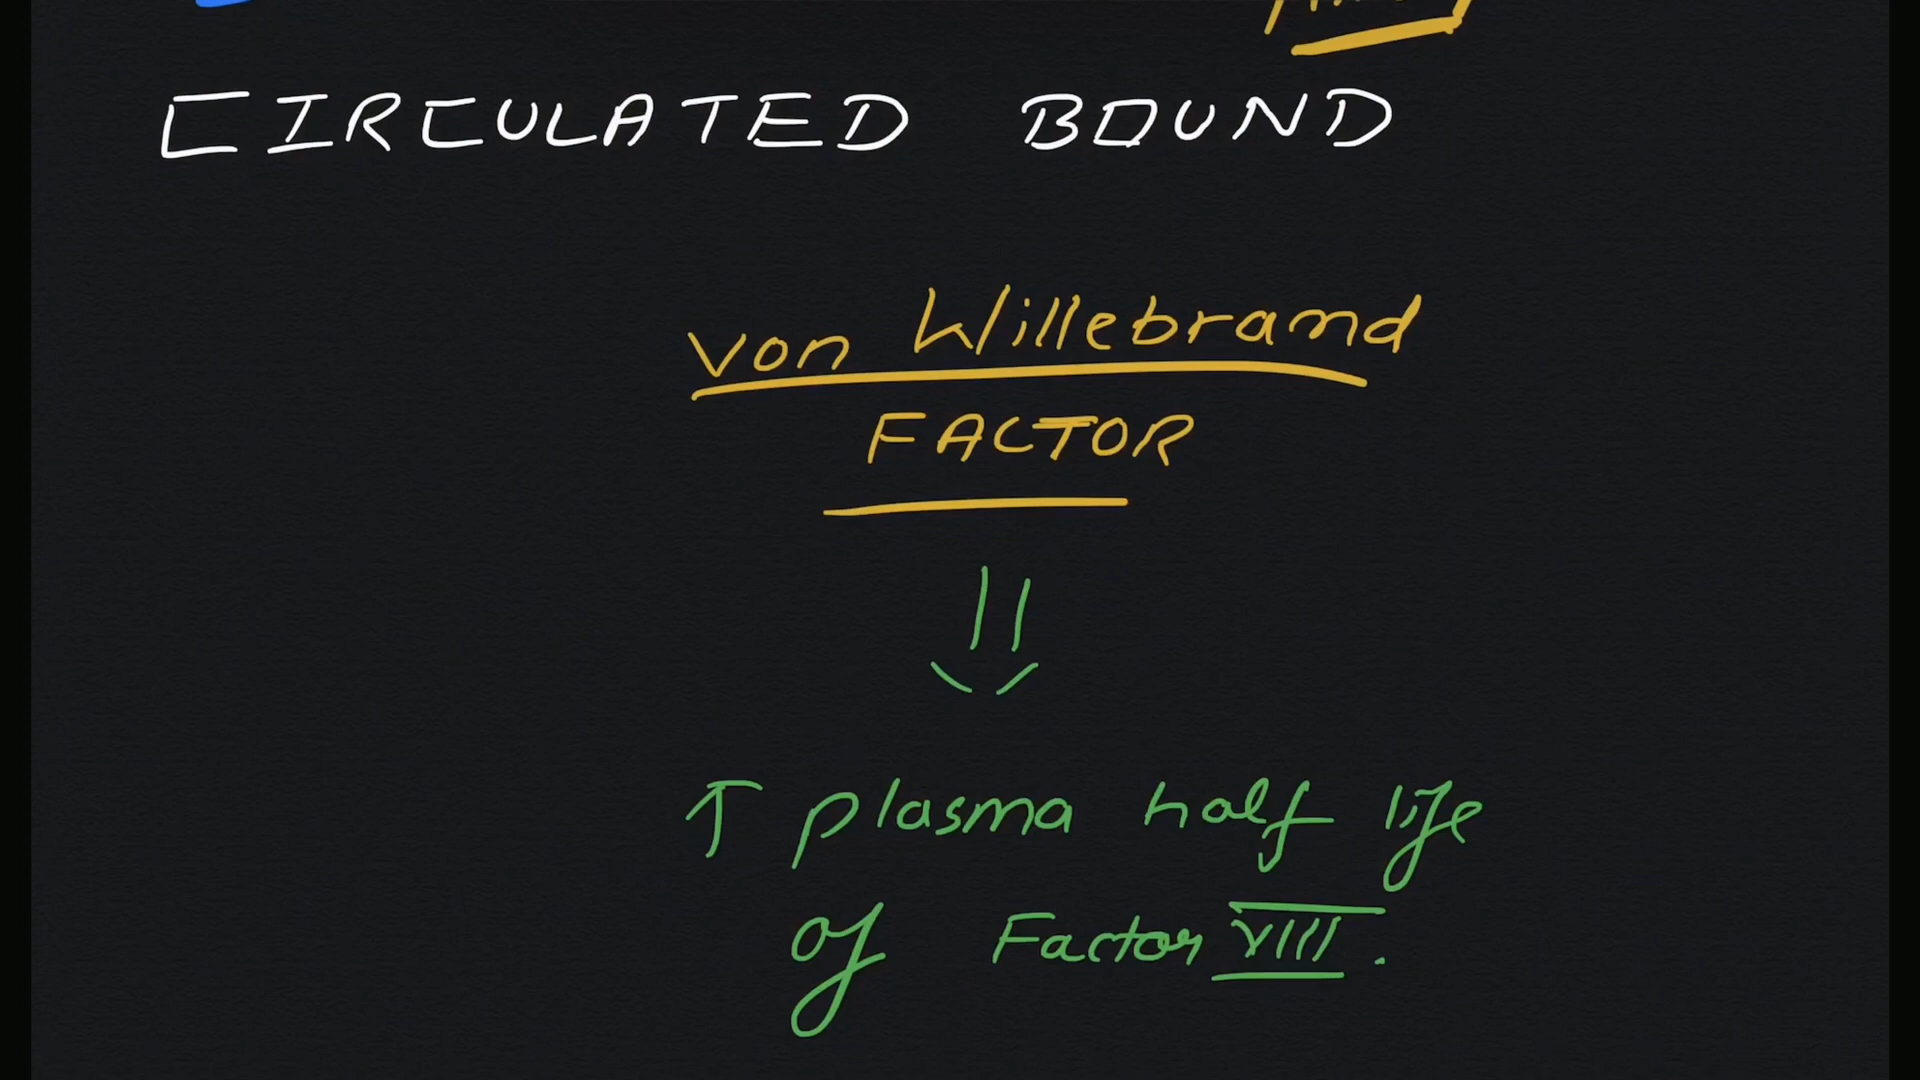 CIRCULATED BOUND
von Willebrand
FACTOR
↑ plasma half life
of Factor VIII.